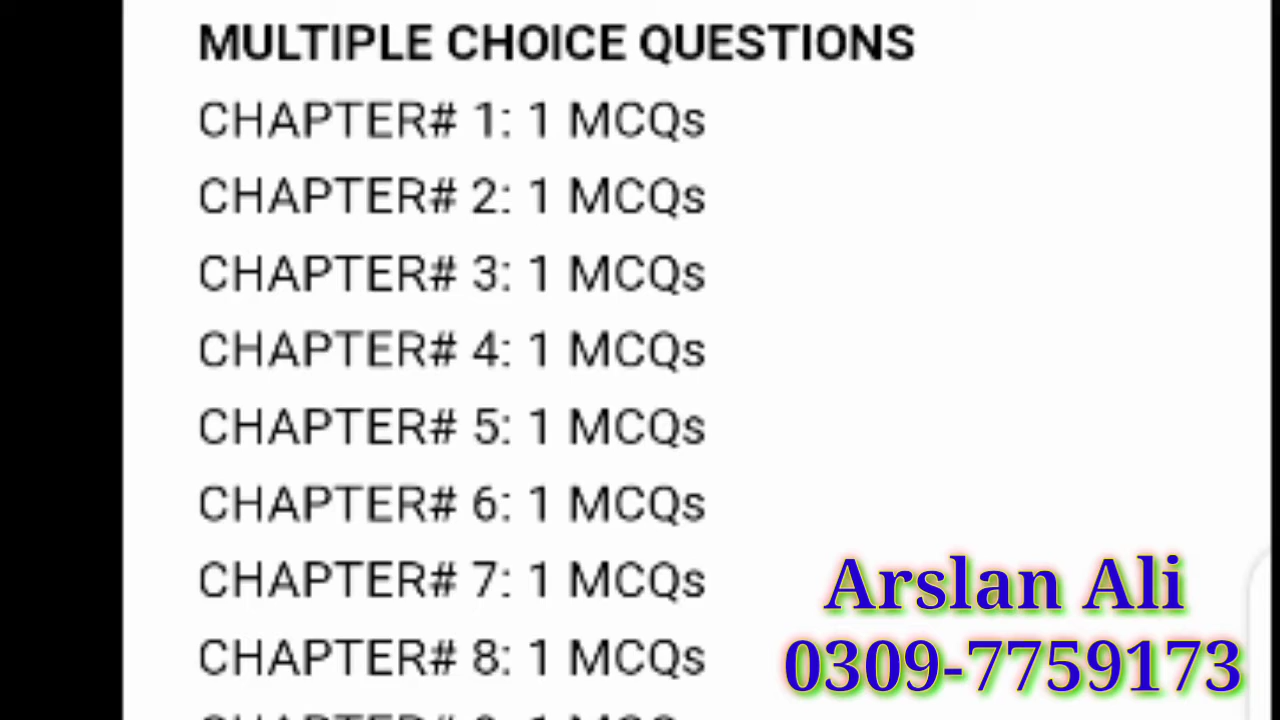 MULTIPLE CHOICE QUESTIONS
CHAPTER# 1: 1 MCQs
CHAPTER# 2: 1 MCQs
CHAPTER# 3: 1 MCQs
CHAPTER# 4: 1 MCQs
CHAPTER# 5: 1 MCQs
CHAPTER# 6: 1 MCQs
CHAPTER# 7: 1 MCQs
CHAPTER# 8: 1 MCQs
Arslan Ali
0309-7759173